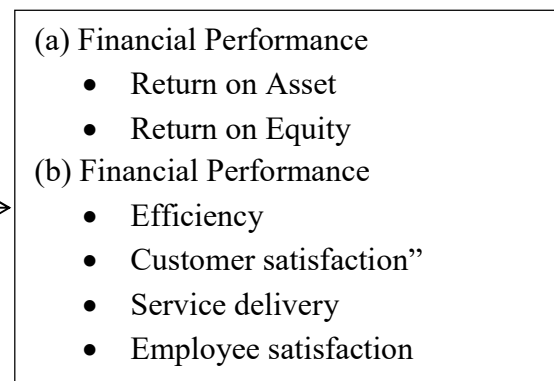 (a) Financial Performance
• Return on Asset
• Return on Equity
(b) Financial Performance
• Efficiency
• Customer satisfaction”
• Service delivery
• Employee satisfaction